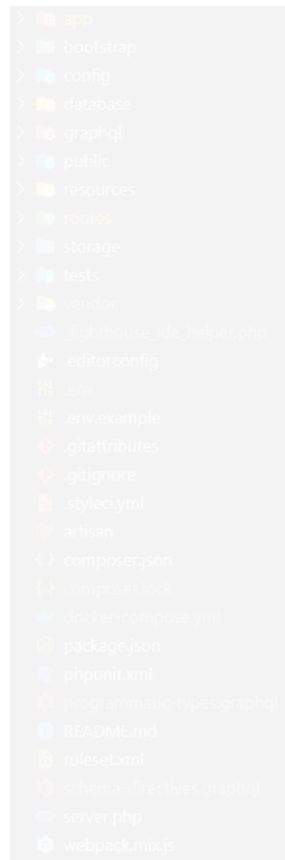 app
bootstrap
config
database
graphql
public
resources
routes
storage
tests
vendor
_lighthouse_ide_helper.php
.editorconfig
.env
.env.example
.gitattributes
.gitignore
.styleci.yml
artisan
composer.json
composer.lock
docker-compose.yml
package.json
phpunit.xml
programmatic-types.graphql
README.md
ruleset.xml
schema-directives.graphql
server.php
webpack.mix.js